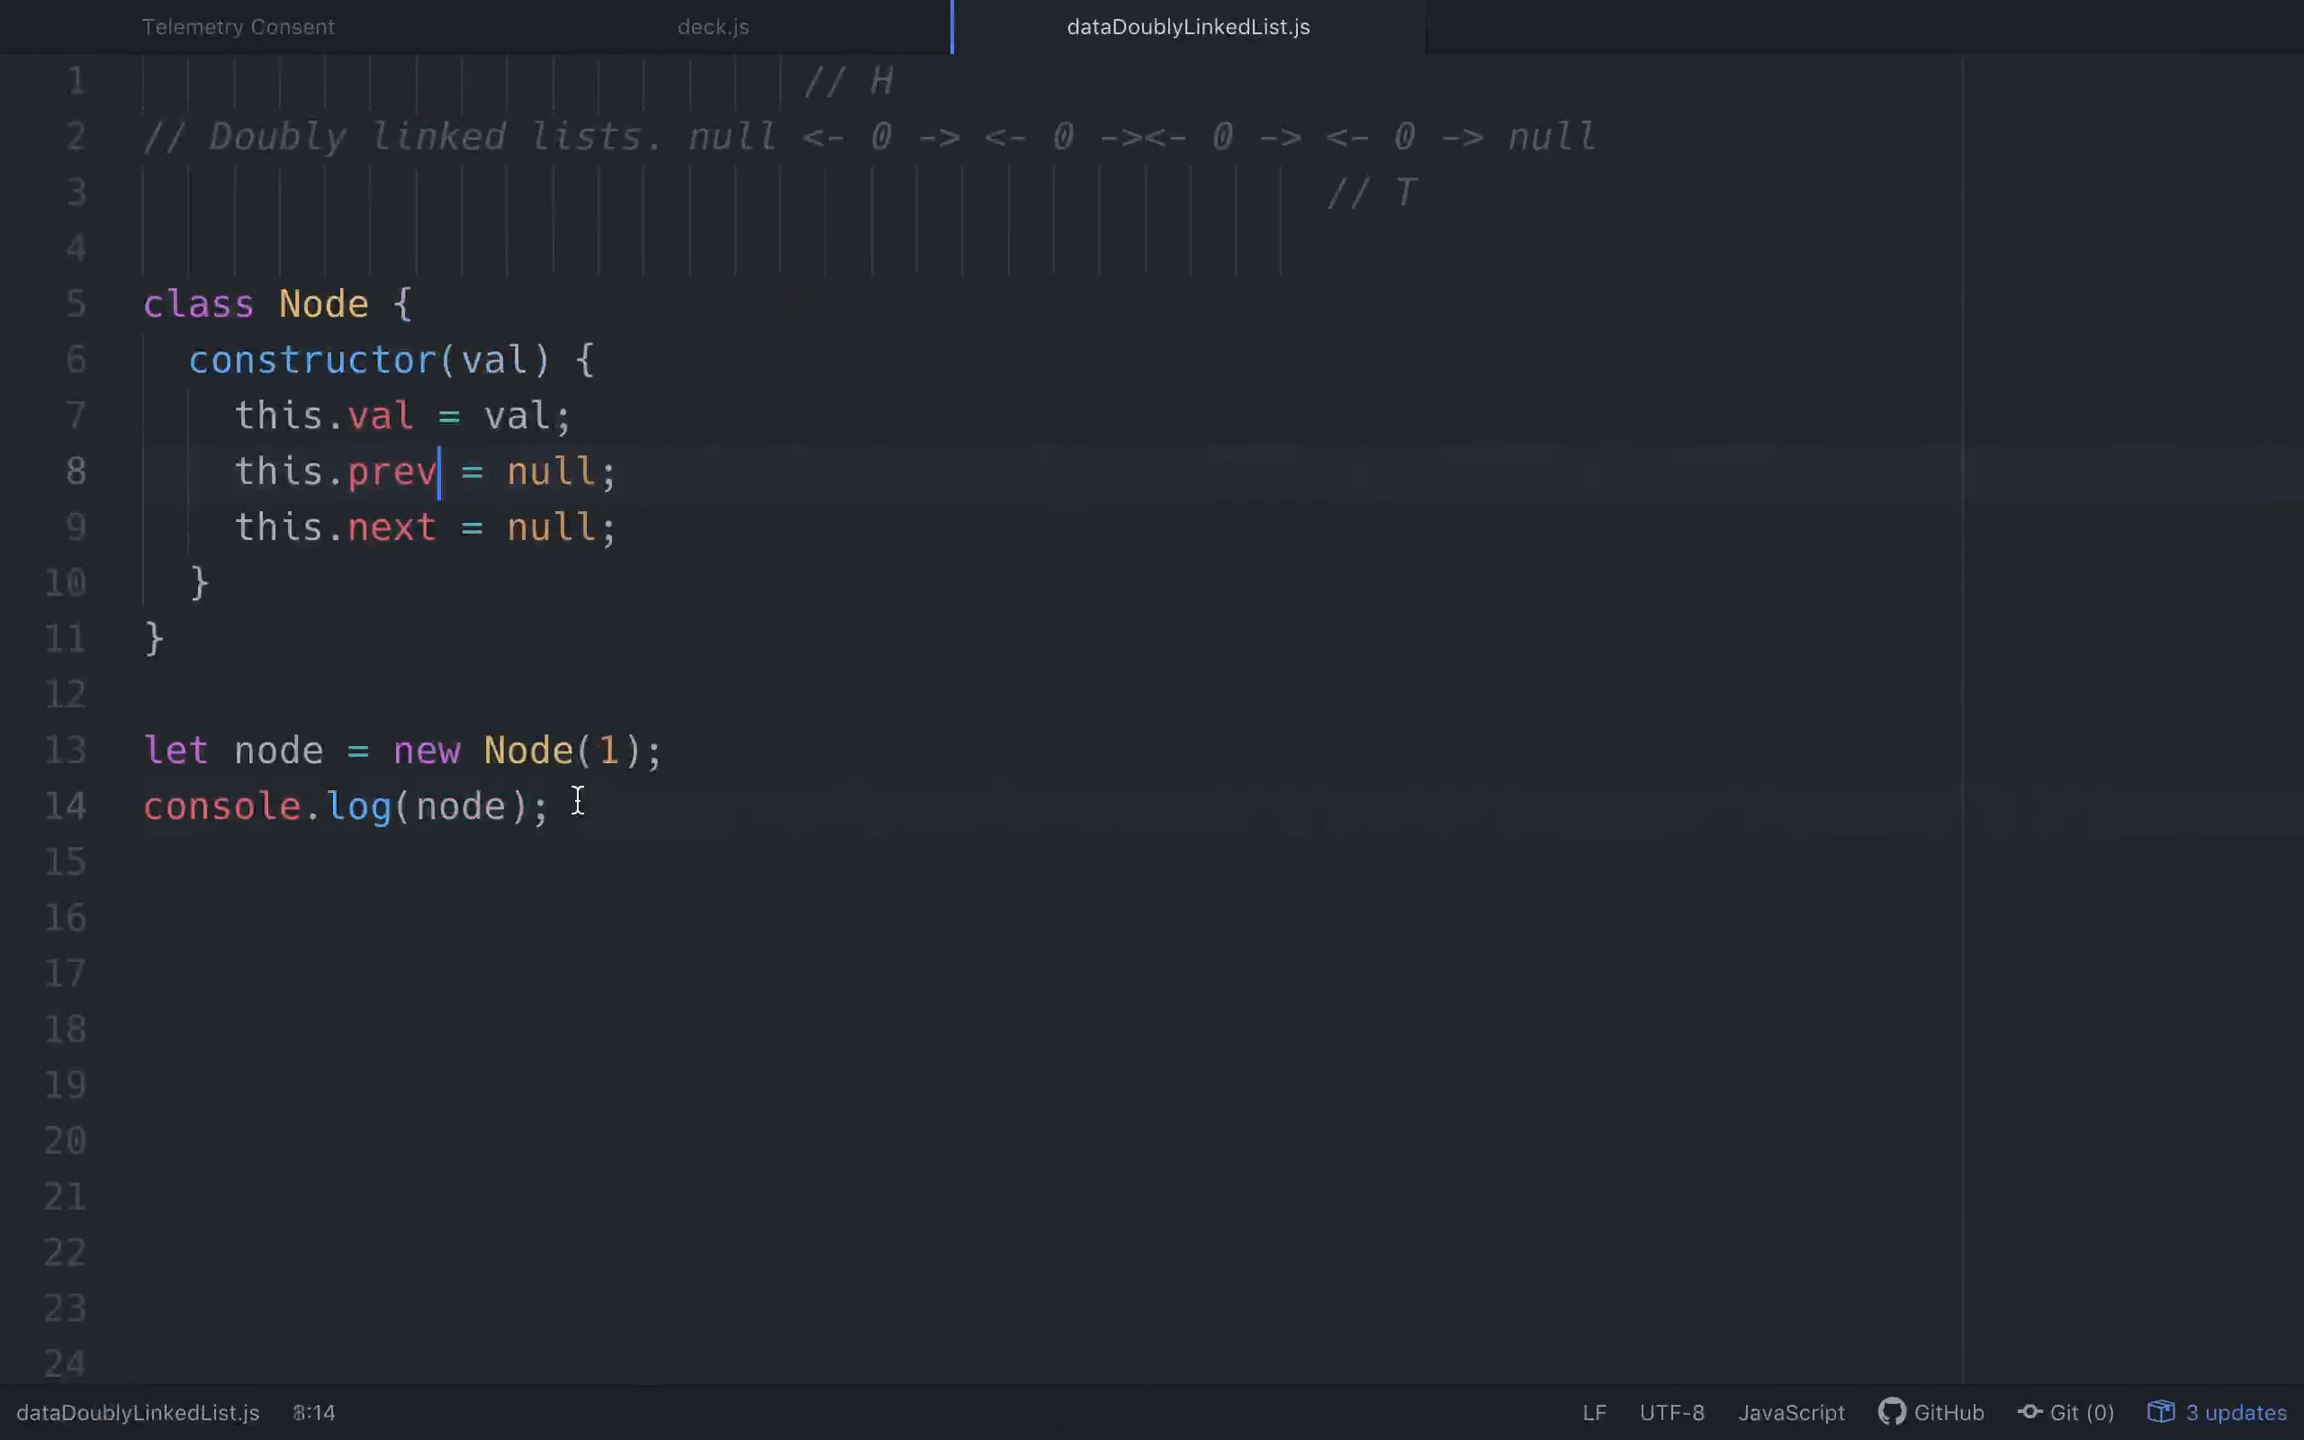 Telemetry Consent deck.js dataDoublyLinkedList.js
1 // H
2 // Doubly linked lists. null <- 0 -> <- 0 -><- 0 -> <- 0 -> null
3 // T
4
5 class Node {
6 constructor(val) {
7 this.val = val;
8 this.prev = null;
9 this.next = null;
10 }
11 }
12
13 let node = new Node(1);
14 console.log(node);
15
16
17
18
19
20
21
22
23
24
dataDoublyLinkedList.js 8:14 LF UTF-8 JavaScript GitHub Git (0) 3 updates